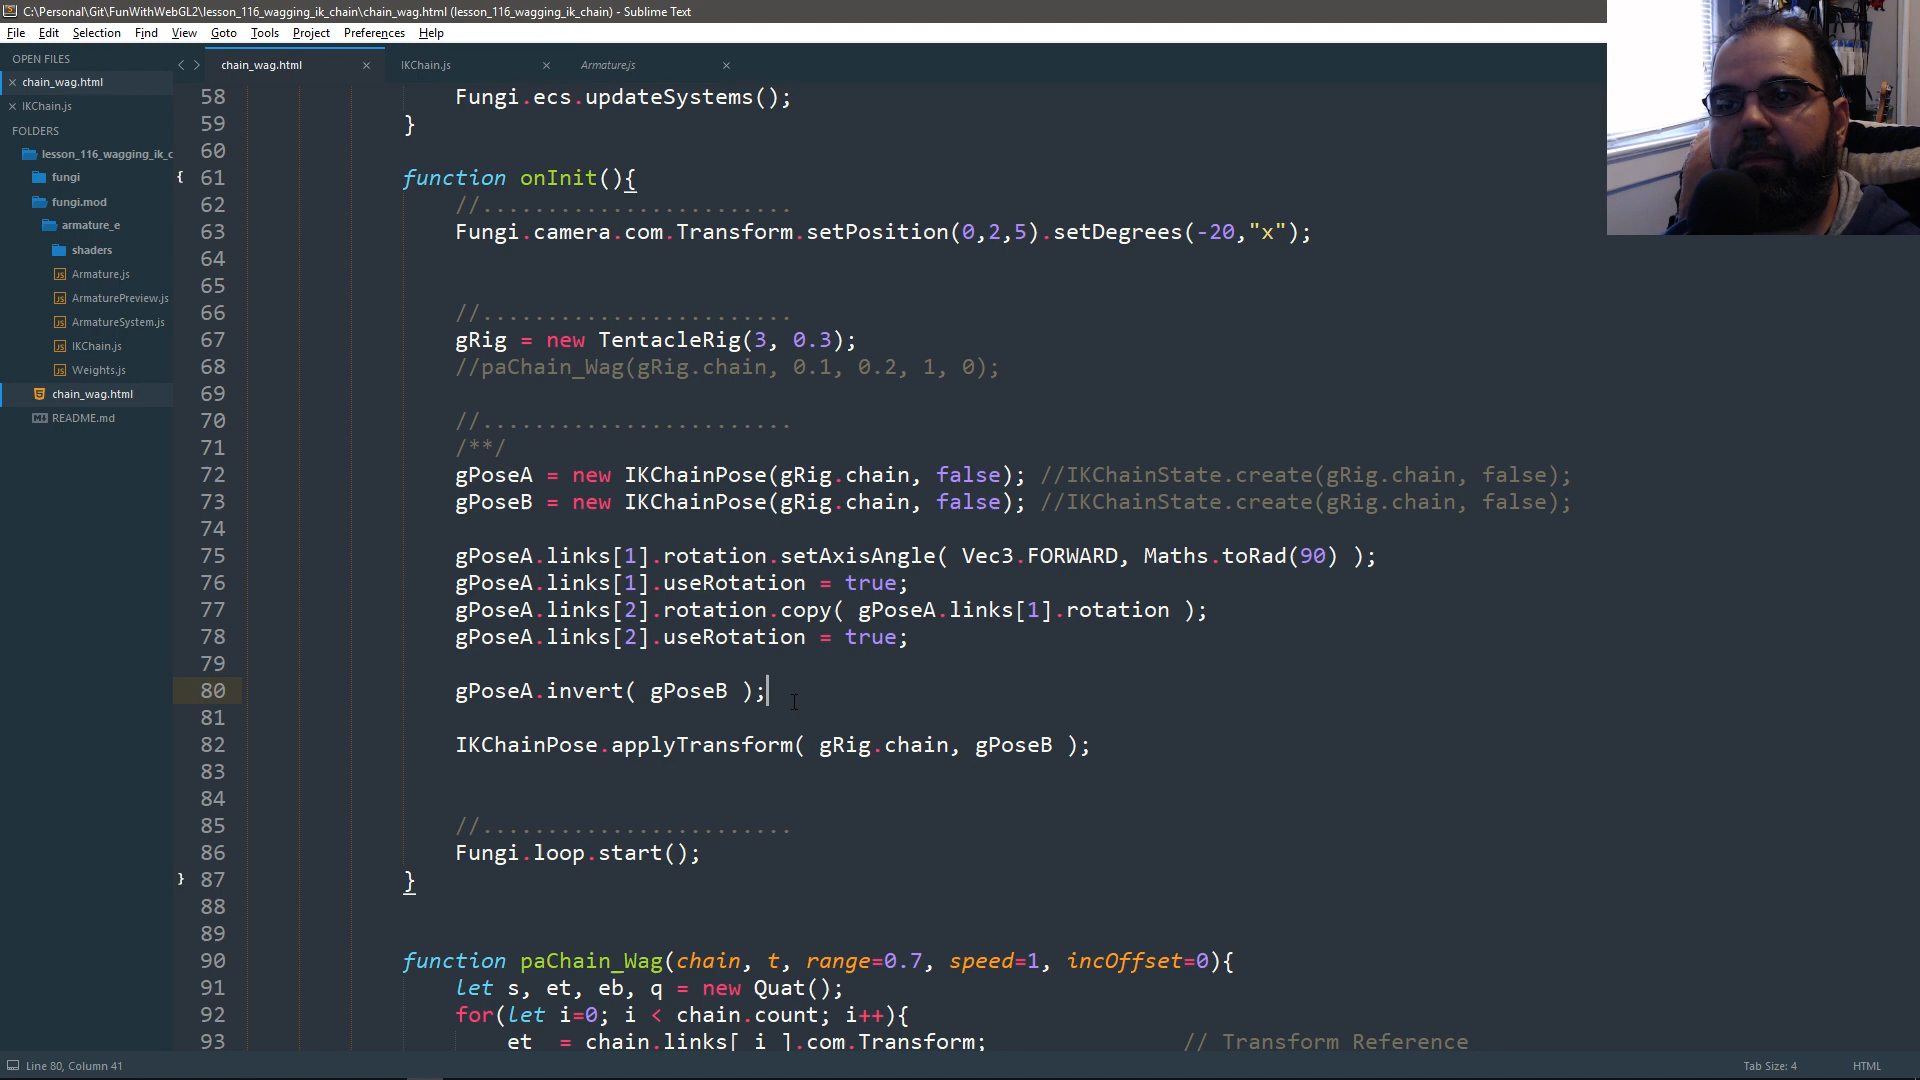 C:\Personal\Git\FunWithWebGL2\lesson_116_wagging_ik_chain\chain_wag.html (lesson_116_wagging_ik_chain) - Sublime Text
File Edit Selection Find View Goto Tools Project Preferences Help
OPEN FILES
chain_wag.html
IKChain.js
FOLDERS
lesson_116_wagging_ik_c
fungi
fungi.mod
armature_e
shaders
Armature.js
ArmaturePreview.js
ArmatureSystem.js
IKChain.js
Weights.js
chain_wag.html
README.md
chain_wag.html IKChain.js Armature.js
58 Fungi.ecs.updateSystems();
59 }
60
61 function onInit(){
62 //........................
63 Fungi.camera.com.Transform.setPosition(0,2,5).setDegrees(-20,"x");
64
65
66 //........................
67 gRig = new TentacleRig(3, 0.3);
68 //paChain_Wag(gRig.chain, 0.1, 0.2, 1, 0);
69
70 //........................
71 /**/
72 gPoseA = new IKChainPose(gRig.chain, false); //IKChainState.create(gRig.chain, false);
73 gPoseB = new IKChainPose(gRig.chain, false); //IKChainState.create(gRig.chain, false);
74
75 gPoseA.links[1].rotation.setAxisAngle( Vec3.FORWARD, Maths.toRad(90) );
76 gPoseA.links[1].useRotation = true;
77 gPoseA.links[2].rotation.copy( gPoseA.links[1].rotation );
78 gPoseA.links[2].useRotation = true;
79
80 gPoseA.invert( gPoseB );
81
82 IKChainPose.applyTransform( gRig.chain, gPoseB );
83
84
85 //........................
86 Fungi.loop.start();
87 }
88
89
90 function paChain_Wag(chain, t, range=0.7, speed=1, incOffset=0){
91 let s, et, eb, q = new Quat();
92 for(let i=0; i < chain.count; i++){
93 et = chain.links[ i ].com.Transform; // Transform Reference
Line 80, Column 41
Tab Size: 4
HTML